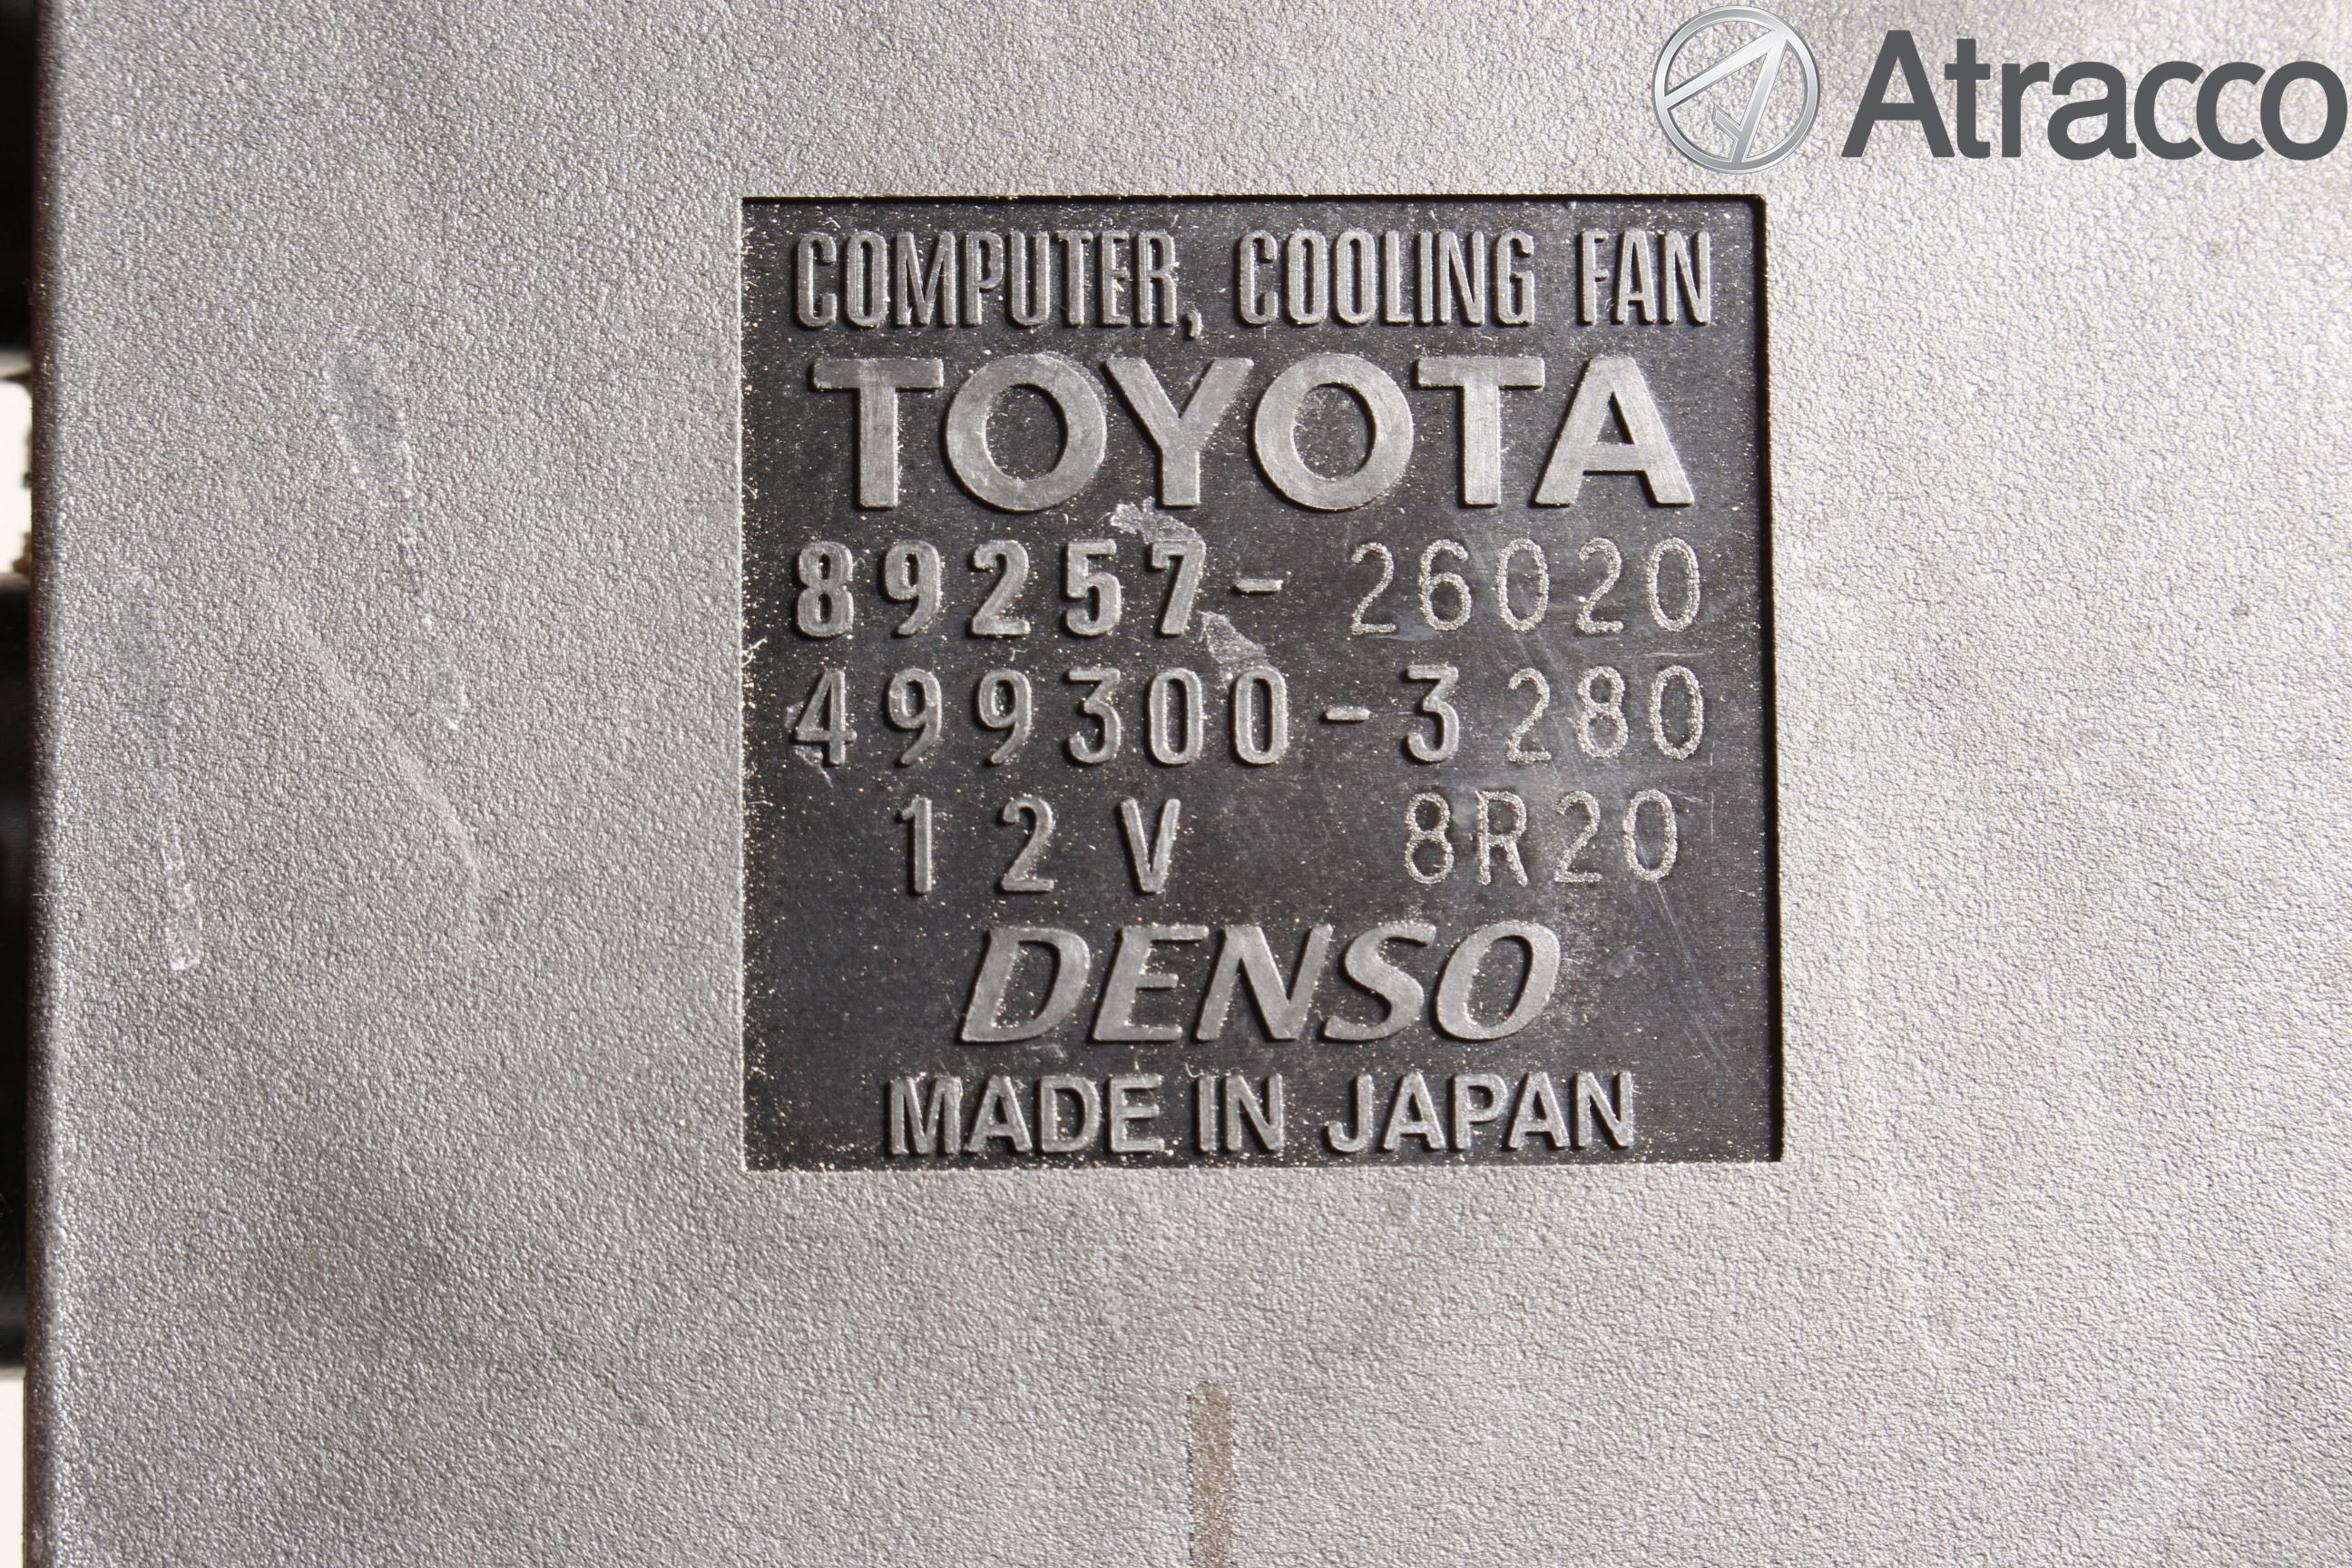 Atracco
COMPUTER, COOLING FAN
TOYOTA
89257-26020
499300-3280
12V 8R20
DENSO
MADE IN JAPAN